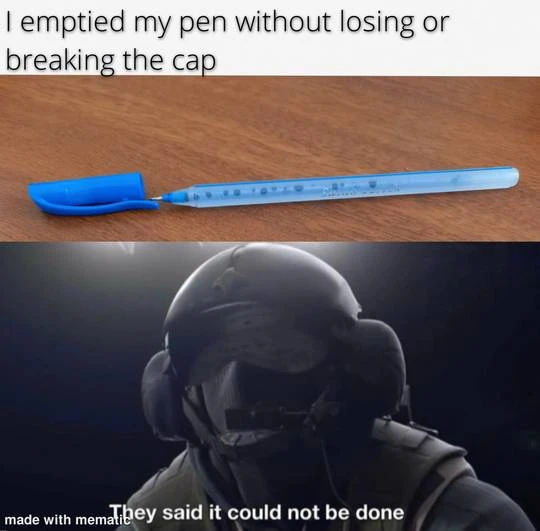 I emptied my pen without losing or
breaking the cap
They said it could not be done
made with mematic